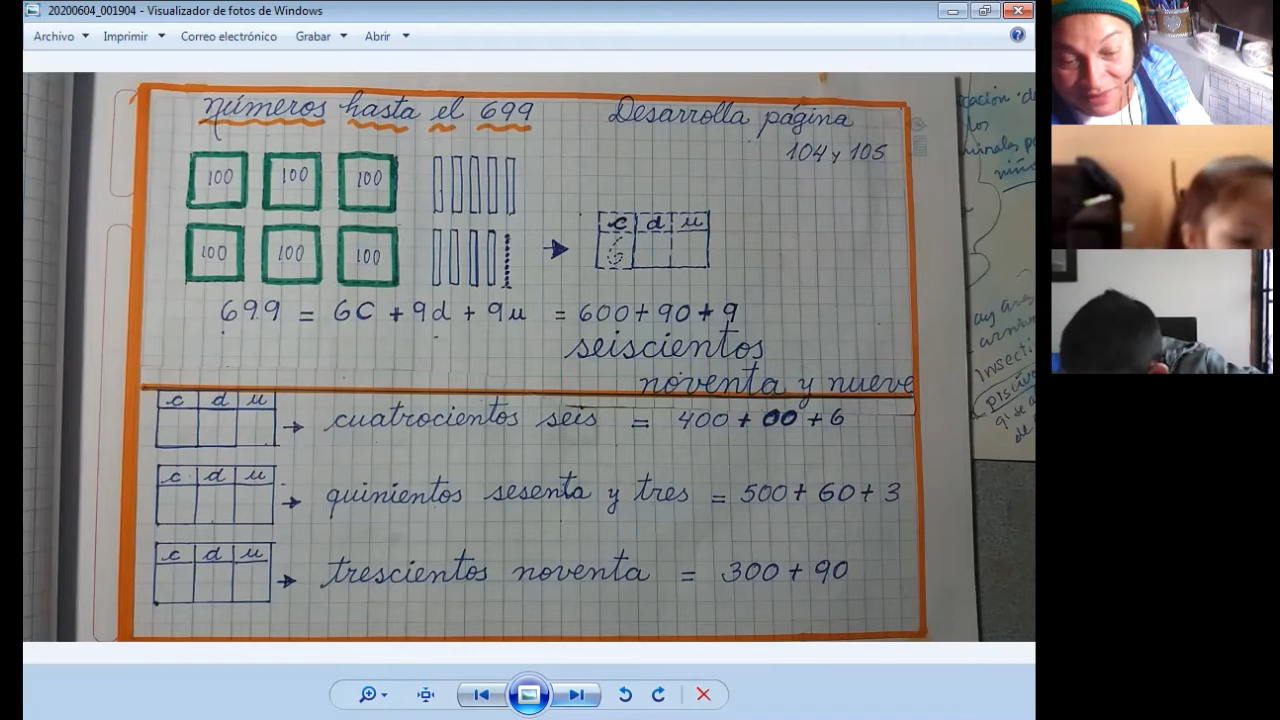 20200604_001904 - Visualizador de fotos de Windows
Archivo Imprimir Correo electrónico Grabar Abrir
números hasta el 699
Desarrolla página
104 y 105
100 100 100
100 100 100
c d u
6
699 = 6C + 9d + 9u = 600 + 90 + 9
seiscientos
noventa y nueve
c d u
cuatrocientos seis = 400 + 00 + 6
c d u
quinientos sesenta y tres = 500 + 60 + 3
c d u
trescientos noventa = 300 + 90
los
Insecti